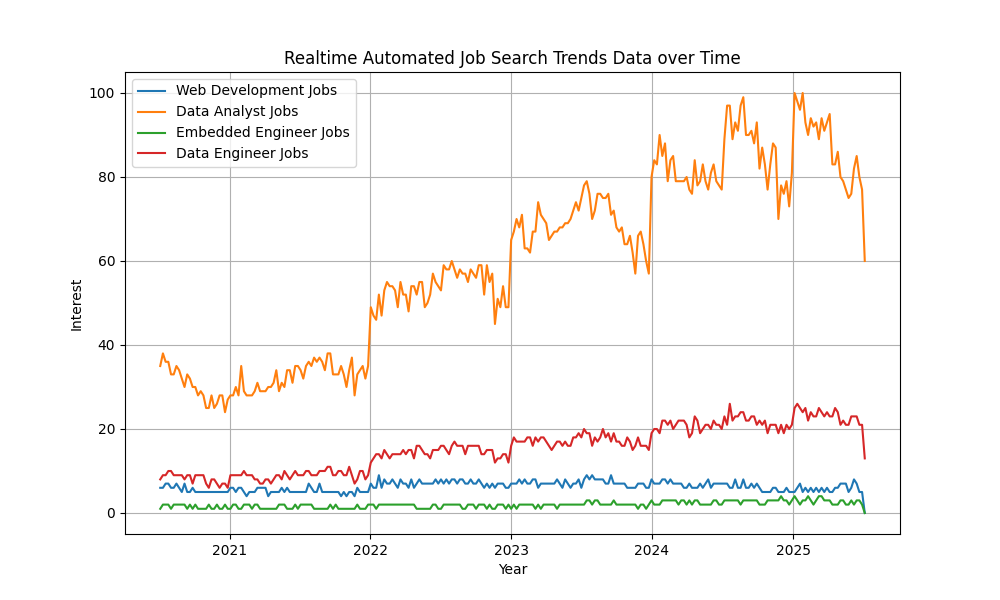 Realtime Automated Job Search Trends Data over Time
Web Development Jobs
Data Analyst Jobs
Embedded Engineer Jobs
Data Engineer Jobs
100
80
60
40
20
0
Interest
2021
2022
2023
2024
2025
Year